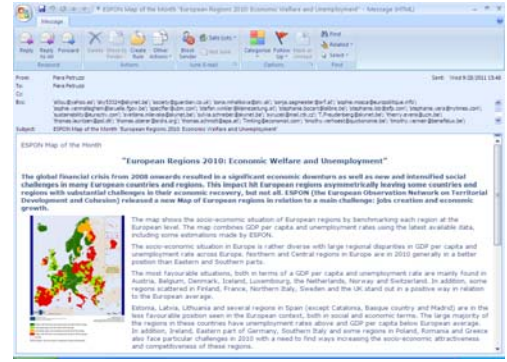 ESPON Map of the Month "European Regions 2010: Economic Welfare and Unemployment" - Message (HTML)
Message
Reply Reply to All Forward Delete Create Rule Other Actions Block Sender Safe Lists Categorize Follow Up Mark as Unread Find Related Select
Respond Actions Junk E-mail Options Find
From: Piera Petruzzi Sent: Wed 9-28-2011 15:46
To: Piera Petruzzi
Cc:
Bcc:
Subject: ESPON Map of the Month 'European Regions 2010: Economic Welfare and Unemployment'
ESPON Map of the Month
"European Regions 2010: Economic Welfare and Unemployment"
The global financial crisis from 2008 onwards resulted in a significant economic downturn as well as new and intensified social
challenges in many European countries and regions. This impact hit European regions asymmetrically leaving some countries and
regions with substantial challenges in their economic recovery, but not all. ESPON (the European Observation Network on Territorial
Development and Cohesion) released a new Map of European regions in relation to a main challenge: jobs creation and economic
growth.
The map shows the socio-economic situation of European regions by benchmarking each region at the
European level. The map combines GDP per capita and unemployment rates using the latest available data,
including some estimations made by ESPON.
The socio-economic situation in Europe is rather diverse with large regional disparities in GDP per capita and
unemployment rate across Europe. Northern and Central regions in Europe are in 2010 generally in a better
position than Eastern and Southern parts.
The most favourable situations, both in terms of a GDP per capita and unemployment rate are mainly found in
Austria, Belgium, Denmark, Iceland, Luxembourg, the Netherlands, Norway and Switzerland. In addition, some
regions scattered in Finland, France, Northern Italy, Sweden and the UK stand out in a positive way in relation
to the European average.
Estonia, Latvia, Lithuania and several regions in Spain (except Catalonia, Basque country and Madrid) are in the
less favourable position seen in the European context, both in social and economic terms. The large majority of
the regions in these countries have unemployment rates above and GDP per capita below European average. In
addition, Ireland, Eastern part of Germany, Southern Italy and some regions in Poland, Romania and Greece
also face particular challenges in 2010 with a need to find ways increasing the socio-economic attractiveness
and competitiveness of these regions.